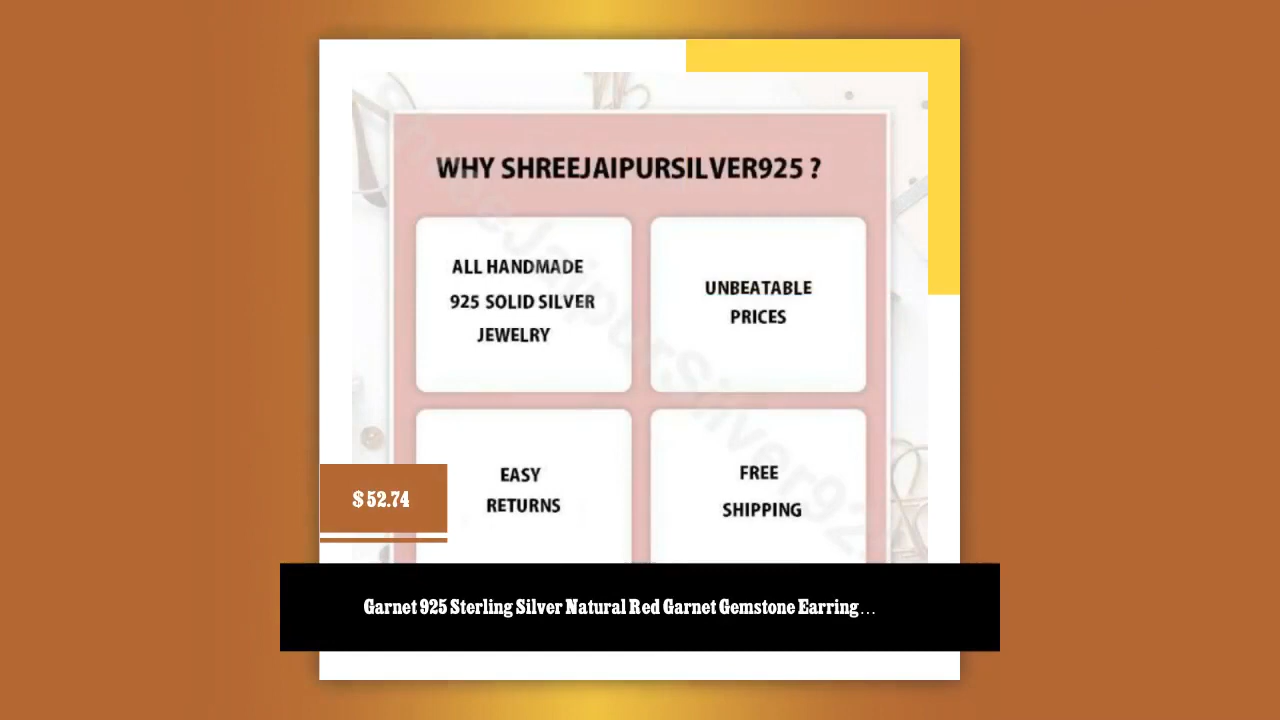 WHY SHREEJAIPURSILVER925 ?
ALL HANDMADE
925 SOLID SILVER
JEWELRY
UNBEATABLE
PRICES
EASY
RETURNS
FREE
SHIPPING
$ 52.74
Garnet 925 Sterling Silver Natural Red Garnet Gemstone Earring...
ShreeJaipurSilver925